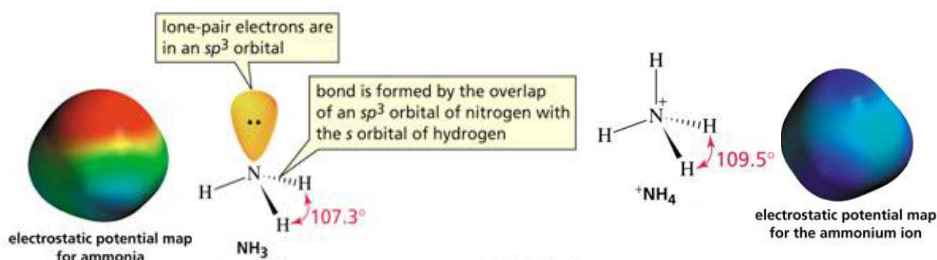 lone-pair electrons are
in an sp³ orbital
bond is formed by the overlap
of an sp³ orbital of nitrogen with
the s orbital of hydrogen
N
H
H
H
107.3°
NH₃
electrostatic potential map
for ammonia
H
N
+
H
H
H
109.5°
⁺NH₄
electrostatic potential map
for the ammonium ion